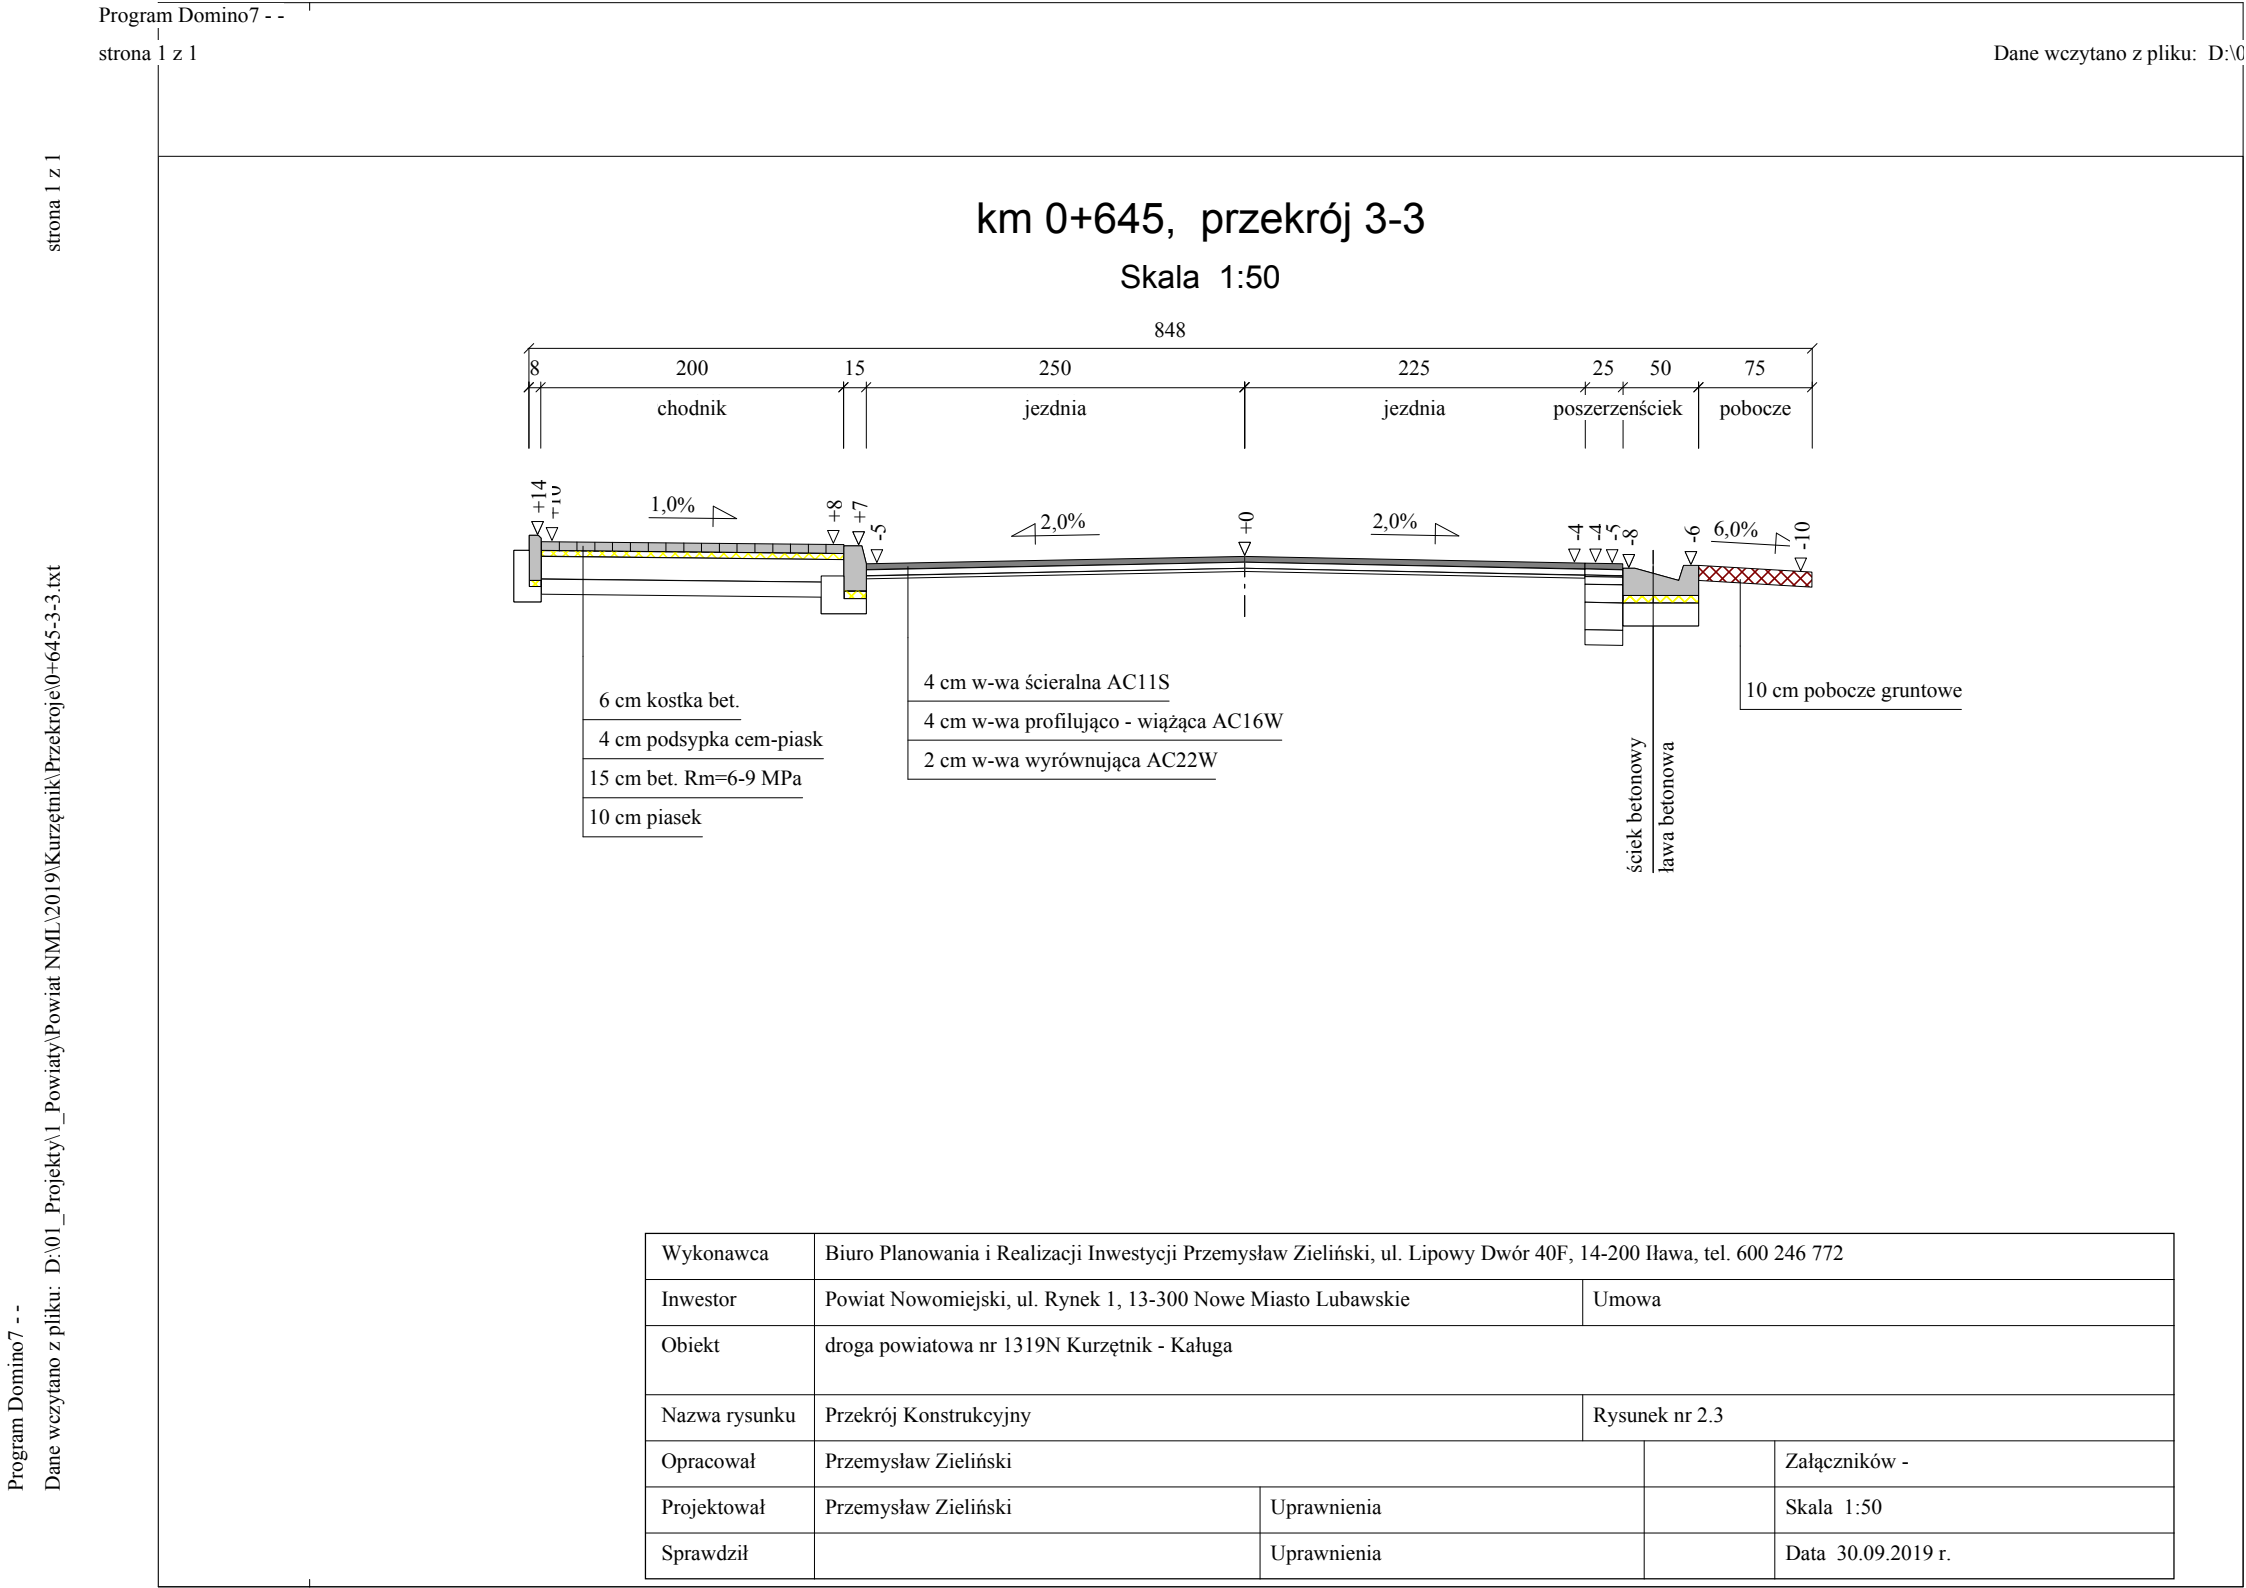 Program Domino7 - -
strona 1 z 1
Dane wczytano z pliku: D:\0
strona 1 z 1
Program Domino7 - -
Dane wczytano z pliku: D:\01_Projekty\1_Powiaty\Powiat NML\2019\Kurzętnik\Przekroje\0+645-3-3.txt
km 0+645, przekrój 3-3
Skala 1:50
848
8 200 15 250 225 25 50 75
chodnik jezdnia jezdnia poszerzenściek pobocze
+14 +10 1,0% +8 +7 -5 2,0% +0 2,0% -4 -4 -5 -8 -6 6,0% -10
6 cm kostka bet.
4 cm podsypka cem-piask
15 cm bet. Rm=6-9 MPa
10 cm piasek
4 cm w-wa ścieralna AC11S
4 cm w-wa profilująco - wiążąca AC16W
2 cm w-wa wyrównująca AC22W
ściek betonowy
ława betonowa
10 cm pobocze gruntowe
Wykonawca Biuro Planowania i Realizacji Inwestycji Przemysław Zieliński, ul. Lipowy Dwór 40F, 14-200 Iława, tel. 600 246 772
Inwestor Powiat Nowomiejski, ul. Rynek 1, 13-300 Nowe Miasto Lubawskie Umowa
Obiekt droga powiatowa nr 1319N Kurzętnik - Kaługa
Nazwa rysunku Przekrój Konstrukcyjny Rysunek nr 2.3
Opracował Przemysław Zieliński Załączników -
Projektował Przemysław Zieliński Uprawnienia Skala 1:50
Sprawdził Uprawnienia Data 30.09.2019 r.